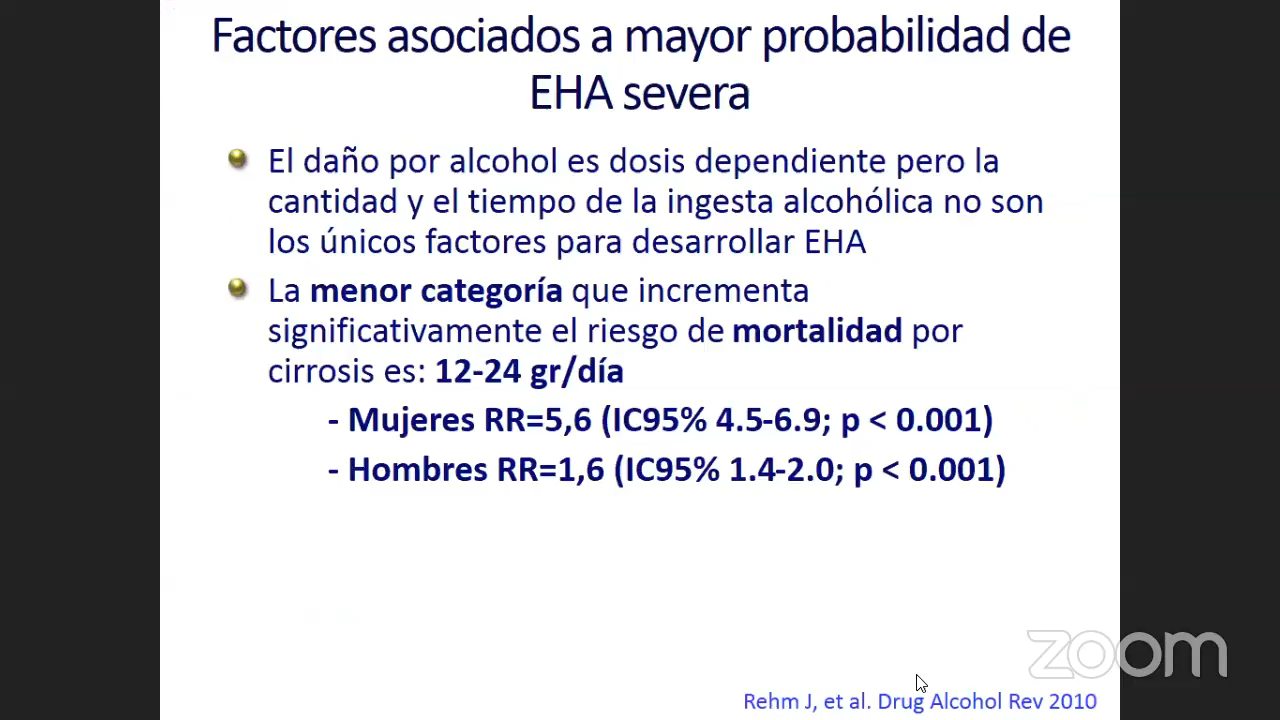 Factores asociados a mayor probabilidad de
EHA severa
El daño por alcohol es dosis dependiente pero la
cantidad y el tiempo de la ingesta alcohólica no son
los únicos factores para desarrollar EHA
La menor categoría que incrementa
significativamente el riesgo de mortalidad por
cirrosis es: 12-24 gr/día
- Mujeres RR=5,6 (IC95% 4.5-6.9; p < 0.001)
- Hombres RR=1,6 (IC95% 1.4-2.0; p < 0.001)
zoom
Rehm J, et al. Drug Alcohol Rev 2010